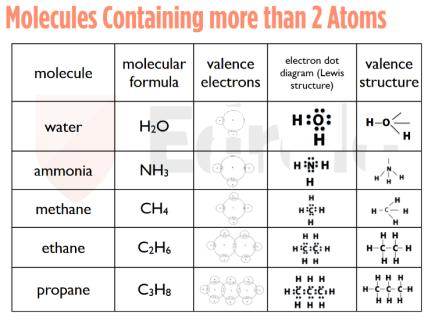 Molecules Containing more than 2 Atoms
molecule
molecular
formula
valence
electrons
electron dot
diagram (Lewis
structure)
valence
structure
water
H₂O
H:O:
H
H-O
H
ammonia
NH₃
H:N:H
H
N
H H H
methane
CH₄
H
H:C:H
H
H
H-C-H
H
ethane
C₂H₆
H H
H:C:C:H
H H
H H
H-C-C-H
H H
propane
C₃H₈
H H H
H:C:C:C:H
H H H
H H H
H-C-C-C-H
H H H